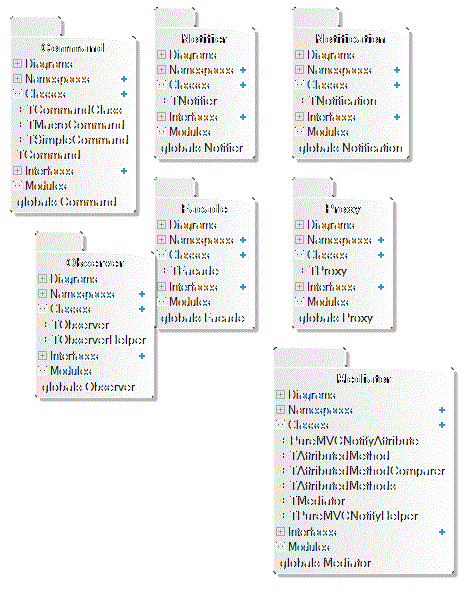 Command
Diagrams
Namespaces
Classes
TCommandClass
TMacroCommand
TSimpleCommand
TCommand
Interfaces
Modules
globals Command
Notifier
Diagrams
Namespaces
Classes
TNotifier
Interfaces
Modules
globals Notifier
Notification
Diagrams
Namespaces
Classes
TNotification
Interfaces
Modules
globals Notification
Facade
Diagrams
Namespaces
Classes
TFacade
Interfaces
Modules
globals Facade
Proxy
Diagrams
Namespaces
Classes
TProxy
Interfaces
Modules
globals Proxy
Observer
Diagrams
Namespaces
Classes
TObserver
TObserverHelper
Interfaces
Modules
globals Observer
Mediator
Diagrams
Namespaces
Classes
PureMVCNotifyAttribute
TAttributedMethod
TAttributedMethodComparer
TAttributedMethods
TMediator
TPureMVCNotifyHelper
Interfaces
Modules
globals Mediator